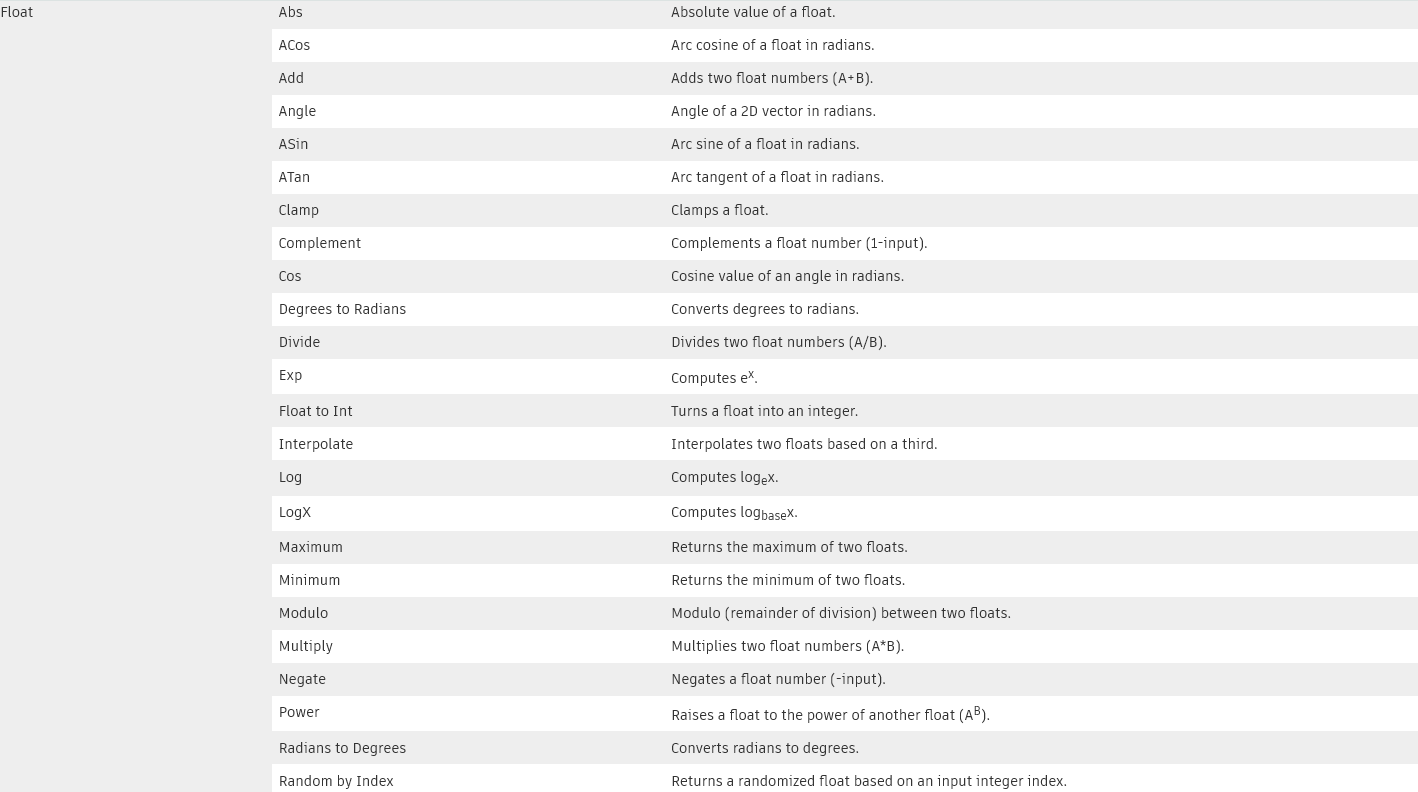 Float Abs Absolute value of a float.
ACos Arc cosine of a float in radians.
Add Adds two float numbers (A+B).
Angle Angle of a 2D vector in radians.
ASin Arc sine of a float in radians.
ATan Arc tangent of a float in radians.
Clamp Clamps a float.
Complement Complements a float number (1-input).
Cos Cosine value of an angle in radians.
Degrees to Radians Converts degrees to radians.
Divide Divides two float numbers (A/B).
Exp Computes e^x.
Float to Int Turns a float into an integer.
Interpolate Interpolates two floats based on a third.
Log Computes log_e x.
LogX Computes log_base x.
Maximum Returns the maximum of two floats.
Minimum Returns the minimum of two floats.
Modulo Modulo (remainder of division) between two floats.
Multiply Multiplies two float numbers (A*B).
Negate Negates a float number (-input).
Power Raises a float to the power of another float (A^B).
Radians to Degrees Converts radians to degrees.
Random by Index Returns a randomized float based on an input integer index.